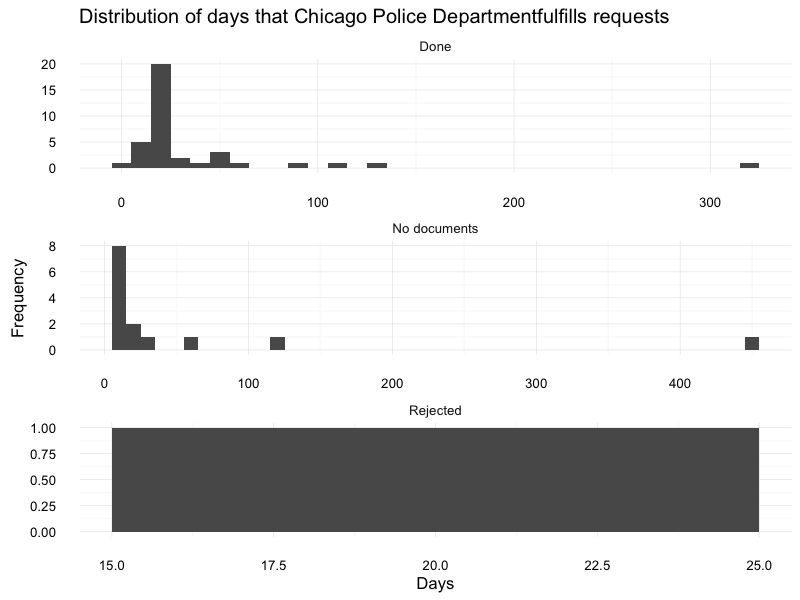 Distribution of days that Chicago Police Departmentfulfills requests
Done
20
15
10
5
0
0 100 200 300
No documents
8
6
4
2
0
0 100 200 300 400
Frequency
Rejected
1.00
0.75
0.50
0.25
0.00
15.0 17.5 20.0 22.5 25.0
Days